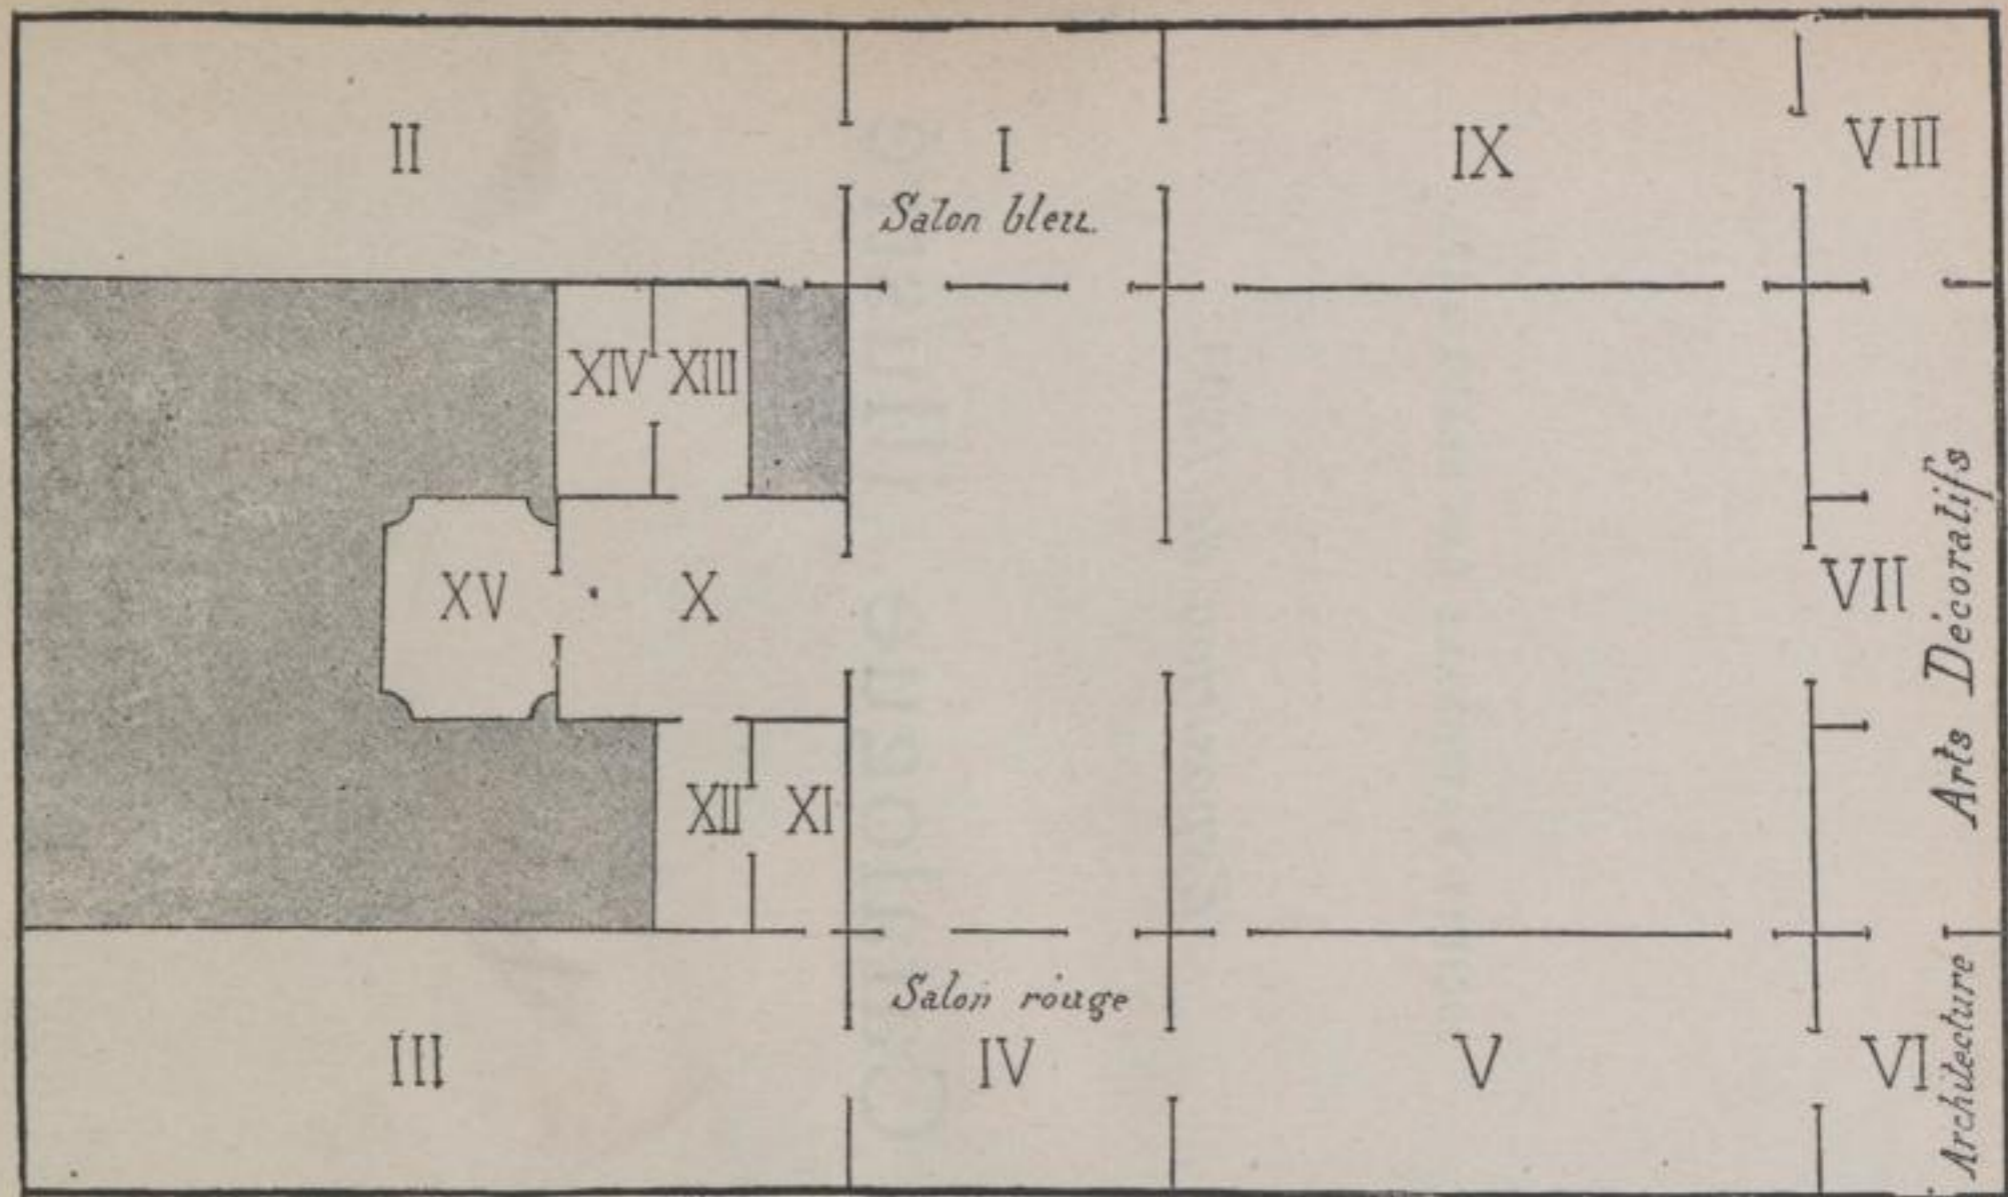 II
I
IX
VIII
Salon bleu.
XIV
XIII
XV
X
VII
Arts Décoratifs
XII
XI
Salon rouge
III
IV
V
VI
Architecture